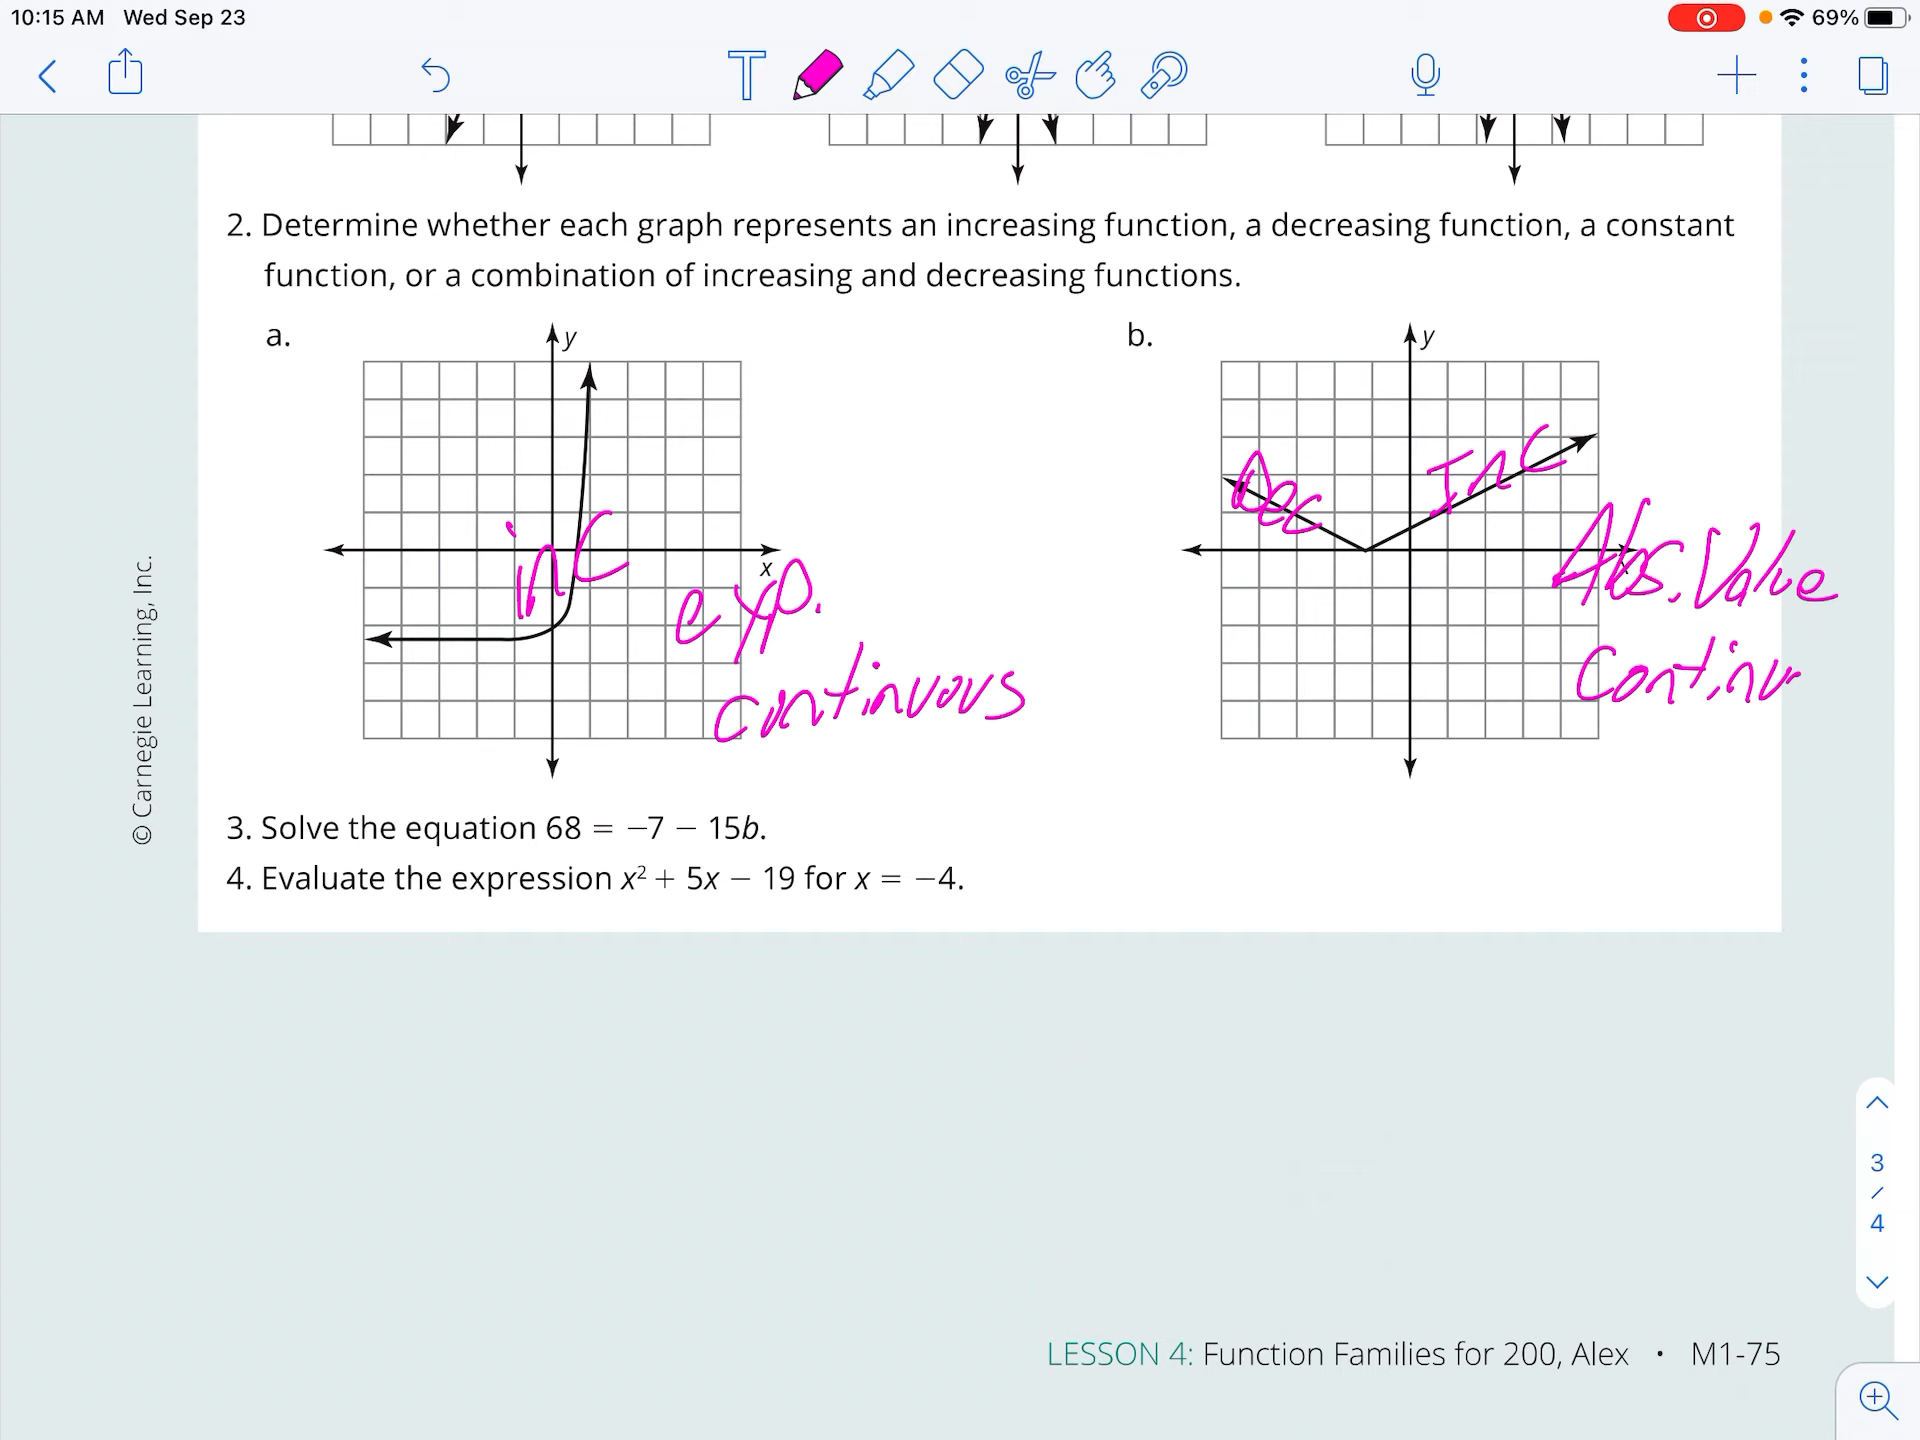 10:15 AM Wed Sep 23
69%
T
2. Determine whether each graph represents an increasing function, a decreasing function, a constant
function, or a combination of increasing and decreasing functions.
a.
y
x
inc
exp.
continuous
b.
y
Dec
Inc
Abs. Value
Continu
3. Solve the equation 68 = −7 − 15b.
4. Evaluate the expression x² + 5x − 19 for x = −4.
© Carnegie Learning, Inc.
3
/
4
LESSON 4: Function Families for 200, Alex • M1-75